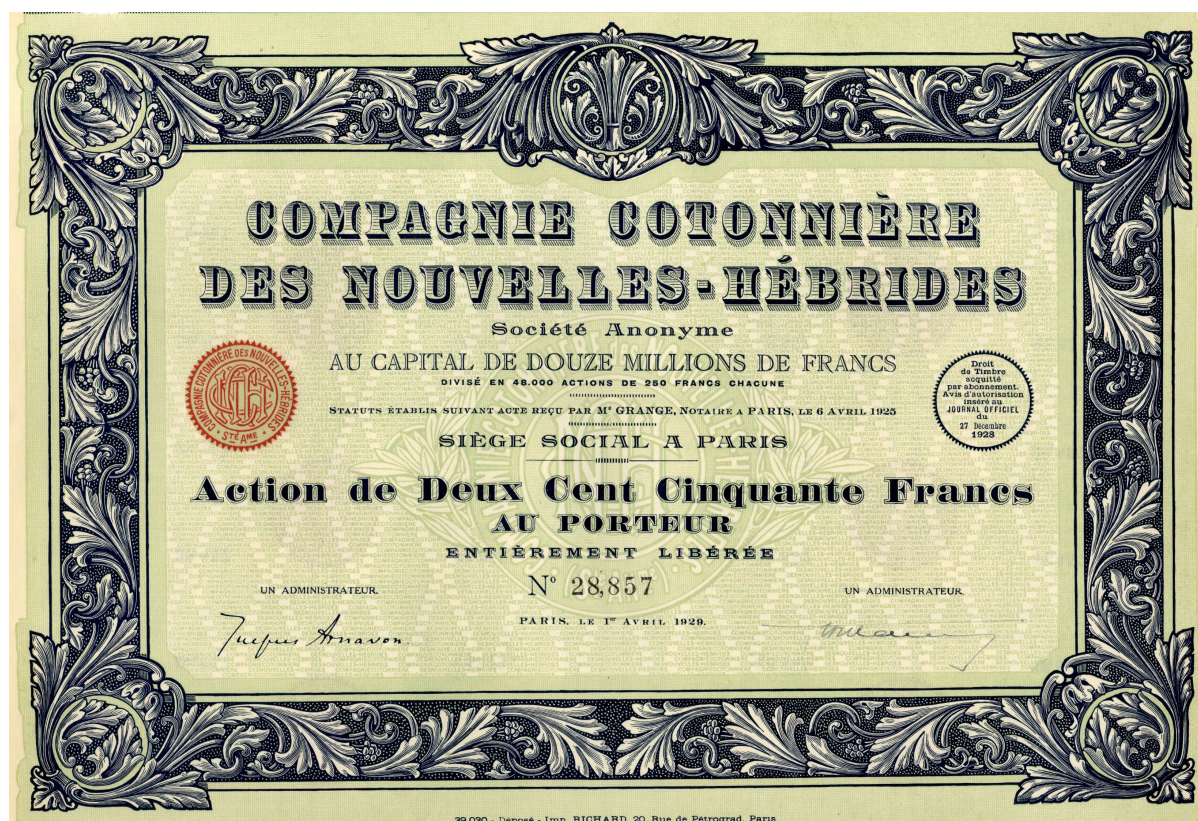 COMPAGNIE COTONNIÈRE
DES NOUVELLES-HÉBRIDES
Société Anonyme
AU CAPITAL DE DOUZE MILLIONS DE FRANCS
DIVISÉ EN 48.000 ACTIONS DE 250 FRANCS CHACUNE
STATUTS ÉTABLIS SUIVANT ACTE REÇU PAR Mᵉ GRANGE, NOTAIRE A PARIS, LE 6 AVRIL 1925
SIÈGE SOCIAL A PARIS
COMPAGNIE COTONNIÈRE DES NOUVELLES-HÉBRIDES
STÉ AME
Droit
de Timbre
acquitté
par abonnement.
Avis d'autorisation
inséré au
JOURNAL OFFICIEL
du
27 Décembre
1928
Action de Deux Cent Cinquante Francs
AU PORTEUR
ENTIÈREMENT LIBÉRÉE
Nº 28,857
UN ADMINISTRATEUR.
UN ADMINISTRATEUR.
PARIS, LE 1ᵉʳ AVRIL 1929.
Jacques Arnavon
39.030 - Déposé - Imp. RICHARD, 20, Rue de Pétrograd, Paris